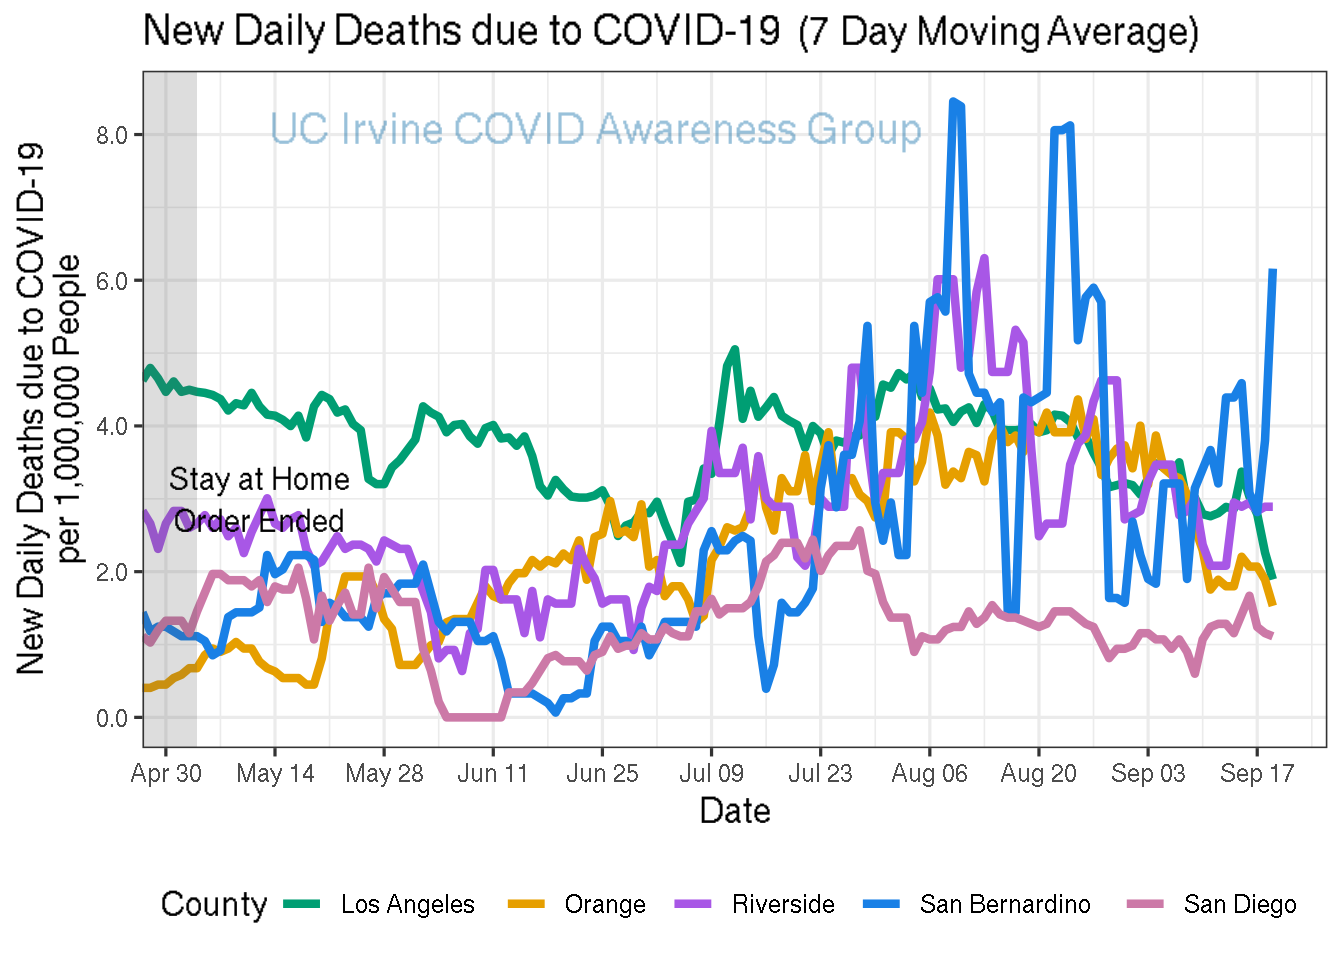 New Daily Deaths due to COVID-19 (7 Day Moving Average)
UC Irvine COVID Awareness Group
New Daily Deaths due to COVID-19
per 1,000,000 People
8.0
6.0
4.0
2.0
0.0
Stay at Home
Order Ended
Apr 30 May 14 May 28 Jun 11 Jun 25 Jul 09 Jul 23 Aug 06 Aug 20 Sep 03 Sep 17
Date
County Los Angeles Orange Riverside San Bernardino San Diego